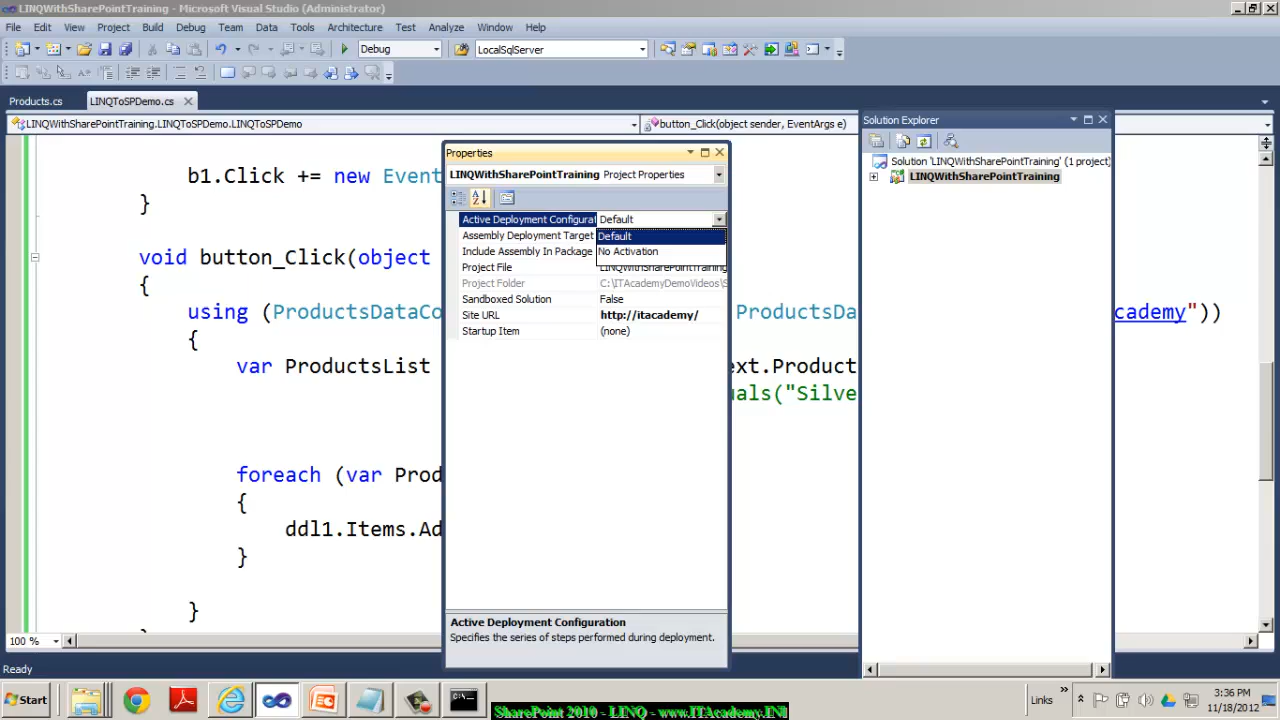 LINQWithSharePointTraining - Microsoft Visual Studio (Administrator)
File Edit View Project Build Debug Team Data Tools Architecture Test Analyze Window Help
Debug LocalSqlServer
Products.cs LINQToSPDemo.cs
LINQWithSharePointTraining.LINQToSPDemo.LINQToSPDemo button_Click(object sender, EventArgs e)
b1.Click += new Event
}
void button_Click(object
{
using (ProductsDataCo ProductsDa cademy"))
{
var ProductsList ext.Product
uals("Silve
foreach (var Prod
{
ddl1.Items.Ad
}
}
Properties
LINQWithSharePointTraining Project Properties
Active Deployment Configurat Default
Assembly Deployment Target Default
Include Assembly In Package No Activation
Project File LINQWithSharePointTraining
Project Folder C:\ITAcademyDemoVideos\S
Sandboxed Solution False
Site URL http://itacademy/
Startup Item (none)
Active Deployment Configuration
Specifies the series of steps performed during deployment.
Solution Explorer
Solution 'LINQWithSharePointTraining' (1 project)
LINQWithSharePointTraining
100 %
Ready
Start
Links
3:36 PM
11/18/2012
SharePoint 2010 - LINQ - www.ITAcademy.INF